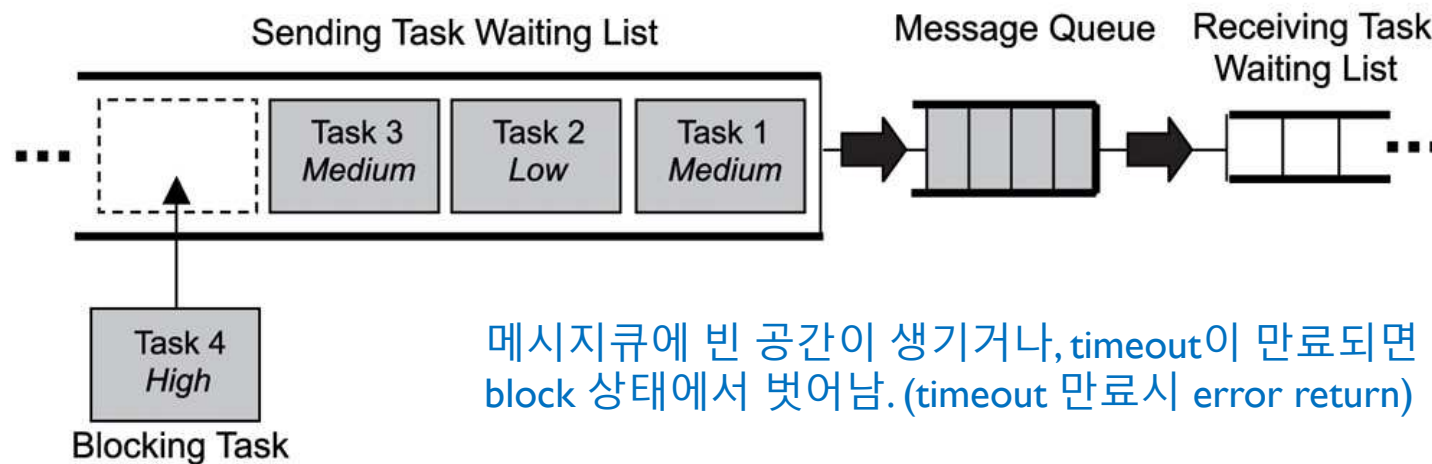 Sending Task Waiting List
Message Queue
Receiving Task
Waiting List
Task 3
Medium
Task 2
Low
Task 1
Medium
Task 4
High
Blocking Task
메시지큐에 빈 공간이 생기거나, timeout이 만료되면
block 상태에서 벗어남. (timeout 만료시 error return)